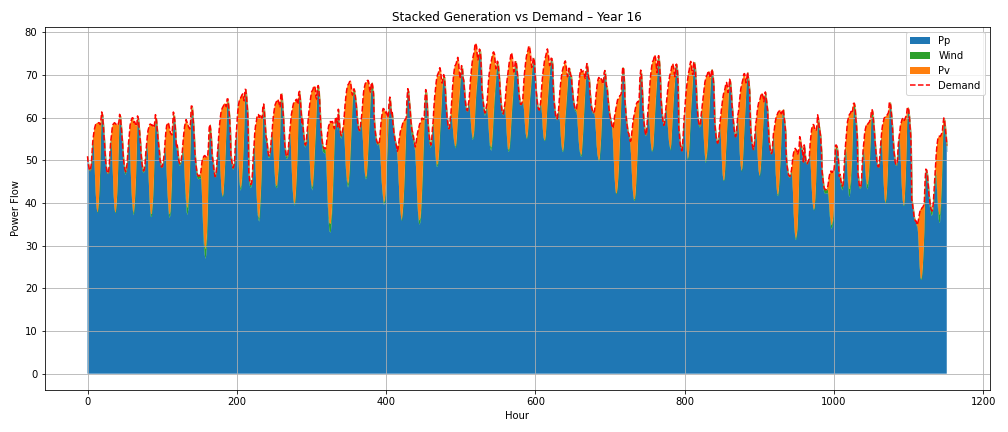 Stacked Generation vs Demand – Year 16
80
70
60
50
40
30
20
10
0
Power Flow
0
200
400
600
800
1000
1200
Hour
Pp
Wind
Pv
Demand